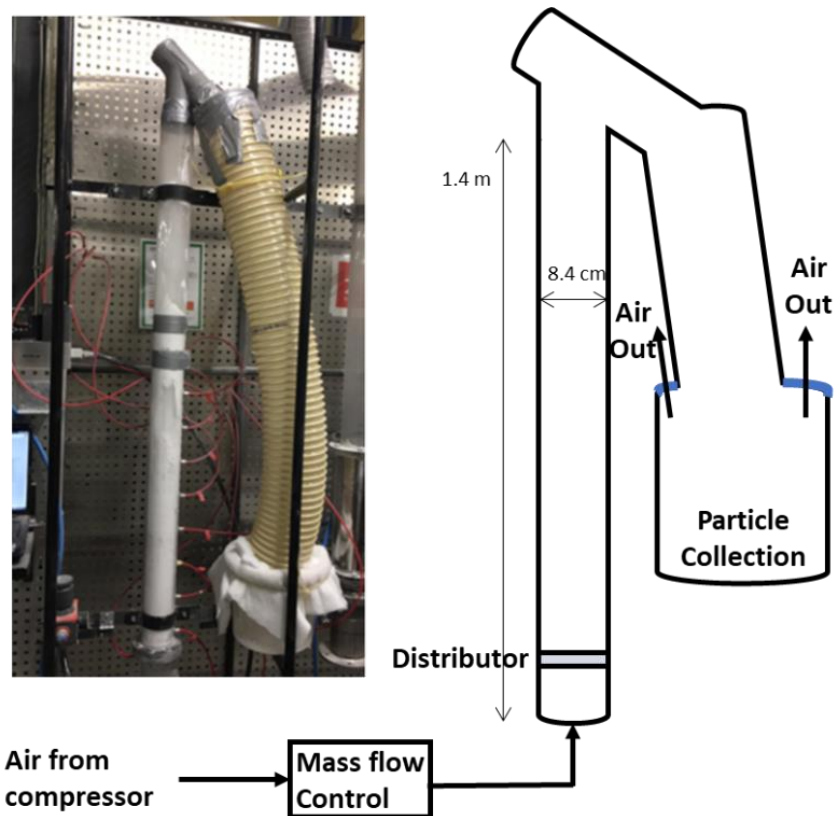 1.4 m
8.4 cm
Air
Out
Air
Out
Particle
Collection
Distributor
Air from
compressor
Mass flow
Control